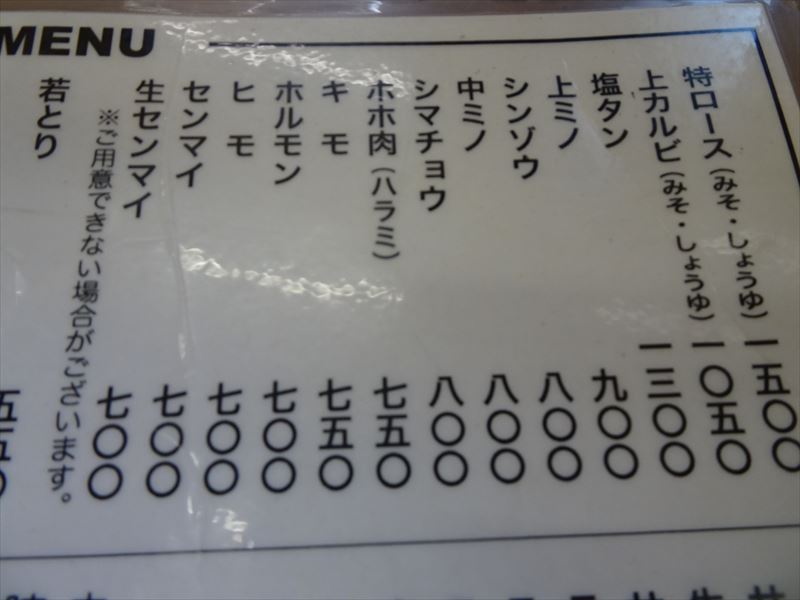 MENU
特ロース（みそ・しょうゆ） 一五〇〇
上カルビ（みそ・しょうゆ） 一〇五〇
塩タン 一三〇〇
上ミノ 九〇〇
シンゾウ 八〇〇
中ミノ 八〇〇
シマチョウ 八〇〇
ホホ肉（ハラミ） 七五〇
キモ 七五〇
ホルモン 七〇〇
ヒモ 七〇〇
センマイ 七〇〇
生センマイ 七〇〇
※ご用意できない場合がございます。
若とり 五五〇